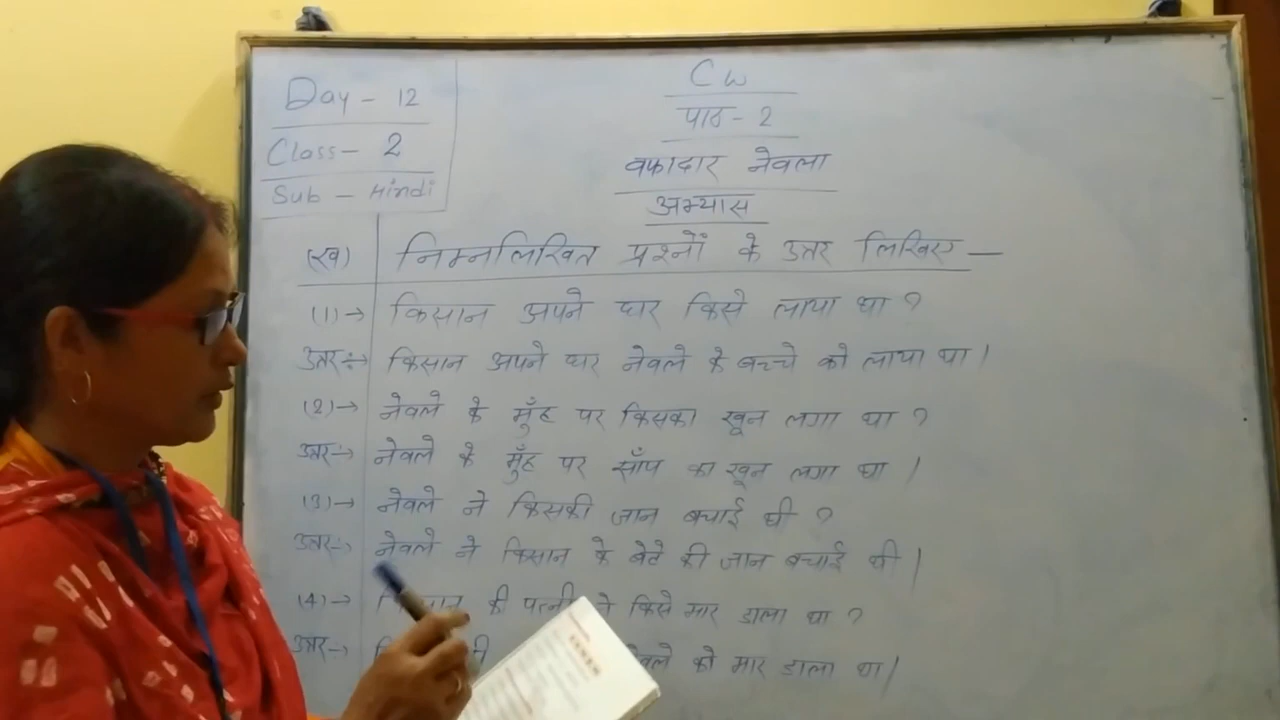 Day - 12
Class - 2
Sub - Hindi
CW
पाठ - 2
वफादार नेवला
अभ्यास
(ख) निम्नलिखित प्रश्नों के उत्तर लिखिए —
(1)→ किसान अपने घर किसे लाया था ?
उत्तर:→ किसान अपने घर नेवले के बच्चे को लाया था।
(2)→ नेवले के मुँह पर किसका खून लगा था ?
उत्तर:→ नेवले के मुँह पर साँप का खून लगा था।
(3)→ नेवले ने किसकी जान बचाई थी ?
उत्तर:→ नेवले ने किसान के बेटे की जान बचाई थी।
(4)→ की पत्नी ने किसे मार डाला था ?
उत्तर:→ को मार डाला था।